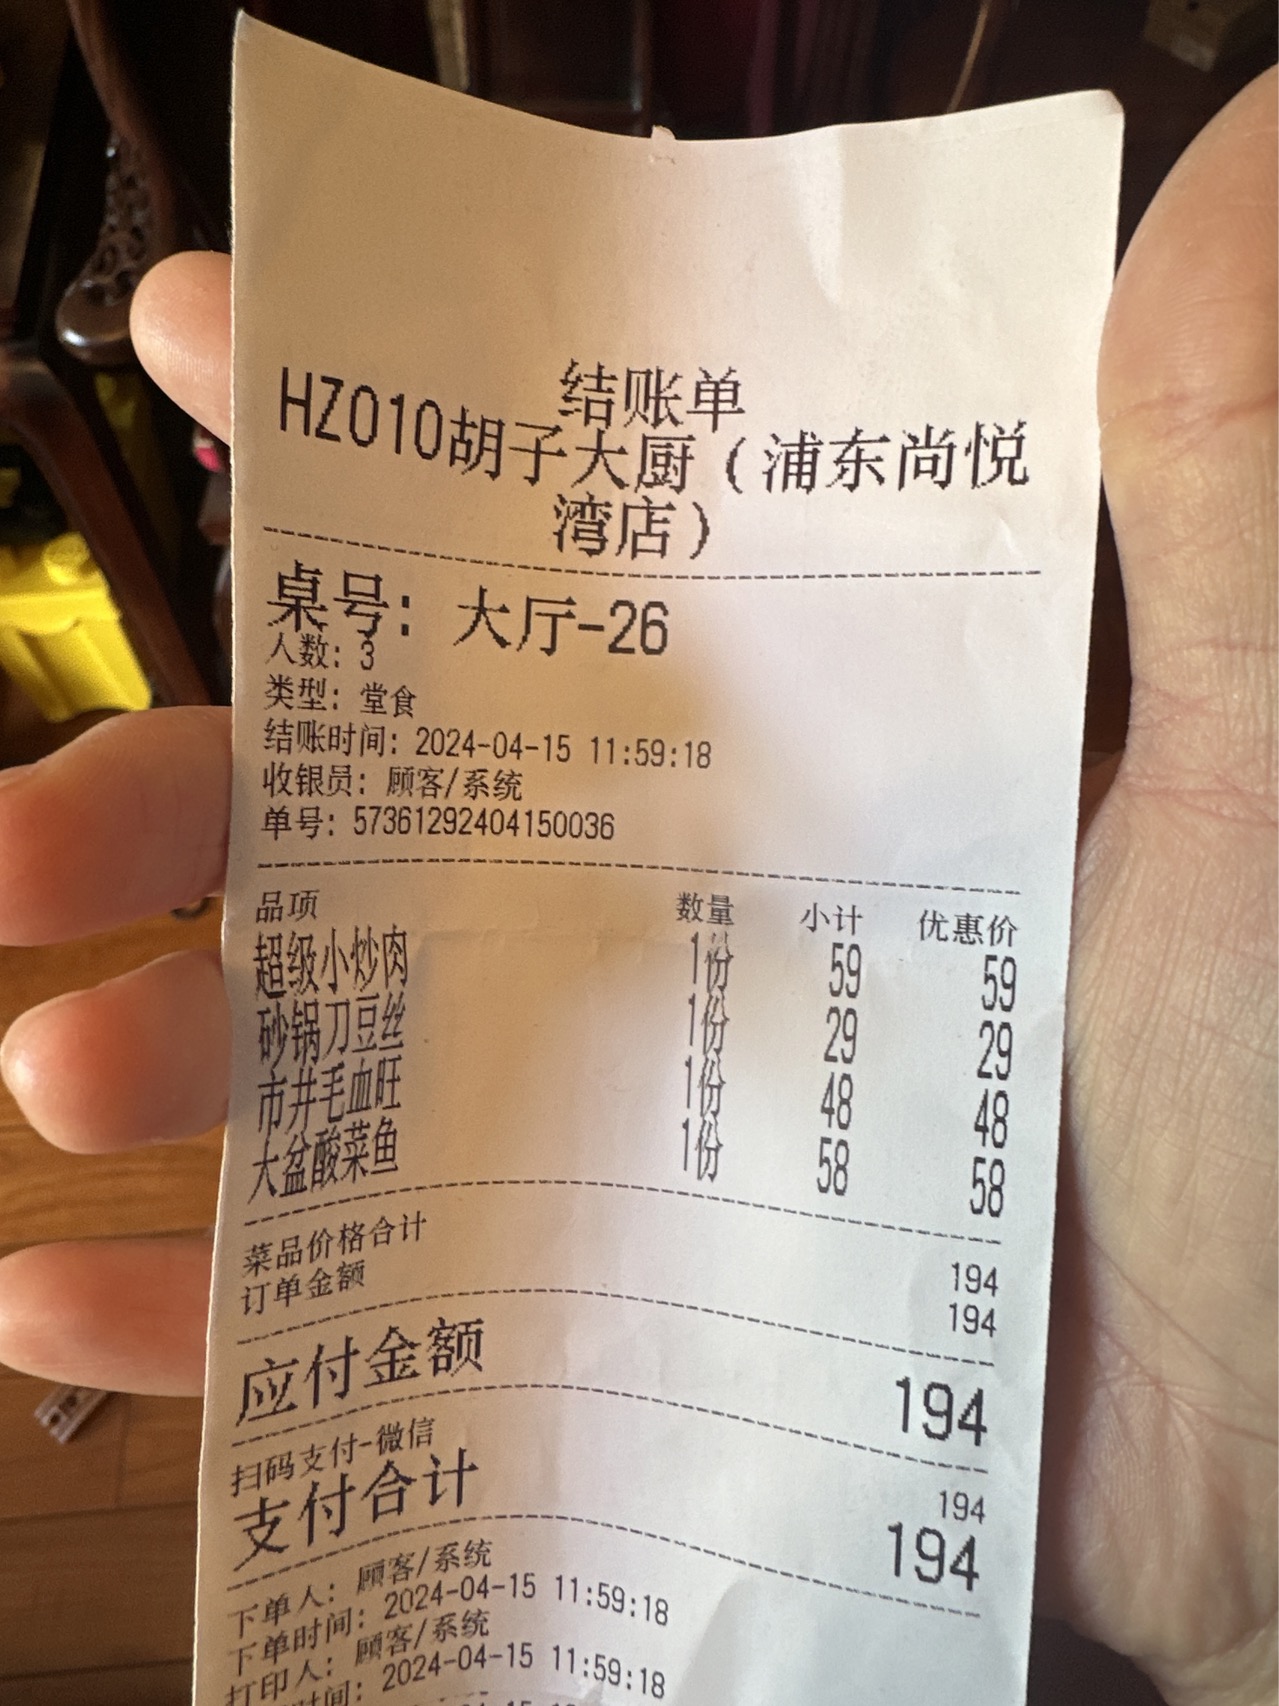 结账单
HZ010胡子大厨(浦东尚悦
湾店)
桌号: 大厅-26
人数: 3
类型: 堂食
结账时间: 2024-04-15 11:59:18
收银员: 顾客/系统
单号: 57361292404150036
品项 数量 小计 优惠价
超级小炒肉 1份 59 59
砂锅刀豆丝 1份 29 29
市井毛血旺 1份 48 48
大盆酸菜鱼 1份 58 58
菜品价格合计 194
订单金额 194
应付金额 194
扫码支付-微信 194
支付合计 194
下单人: 顾客/系统
下单时间: 2024-04-15 11:59:18
打印人: 顾客/系统
时间: 2024-04-15 11:59:18